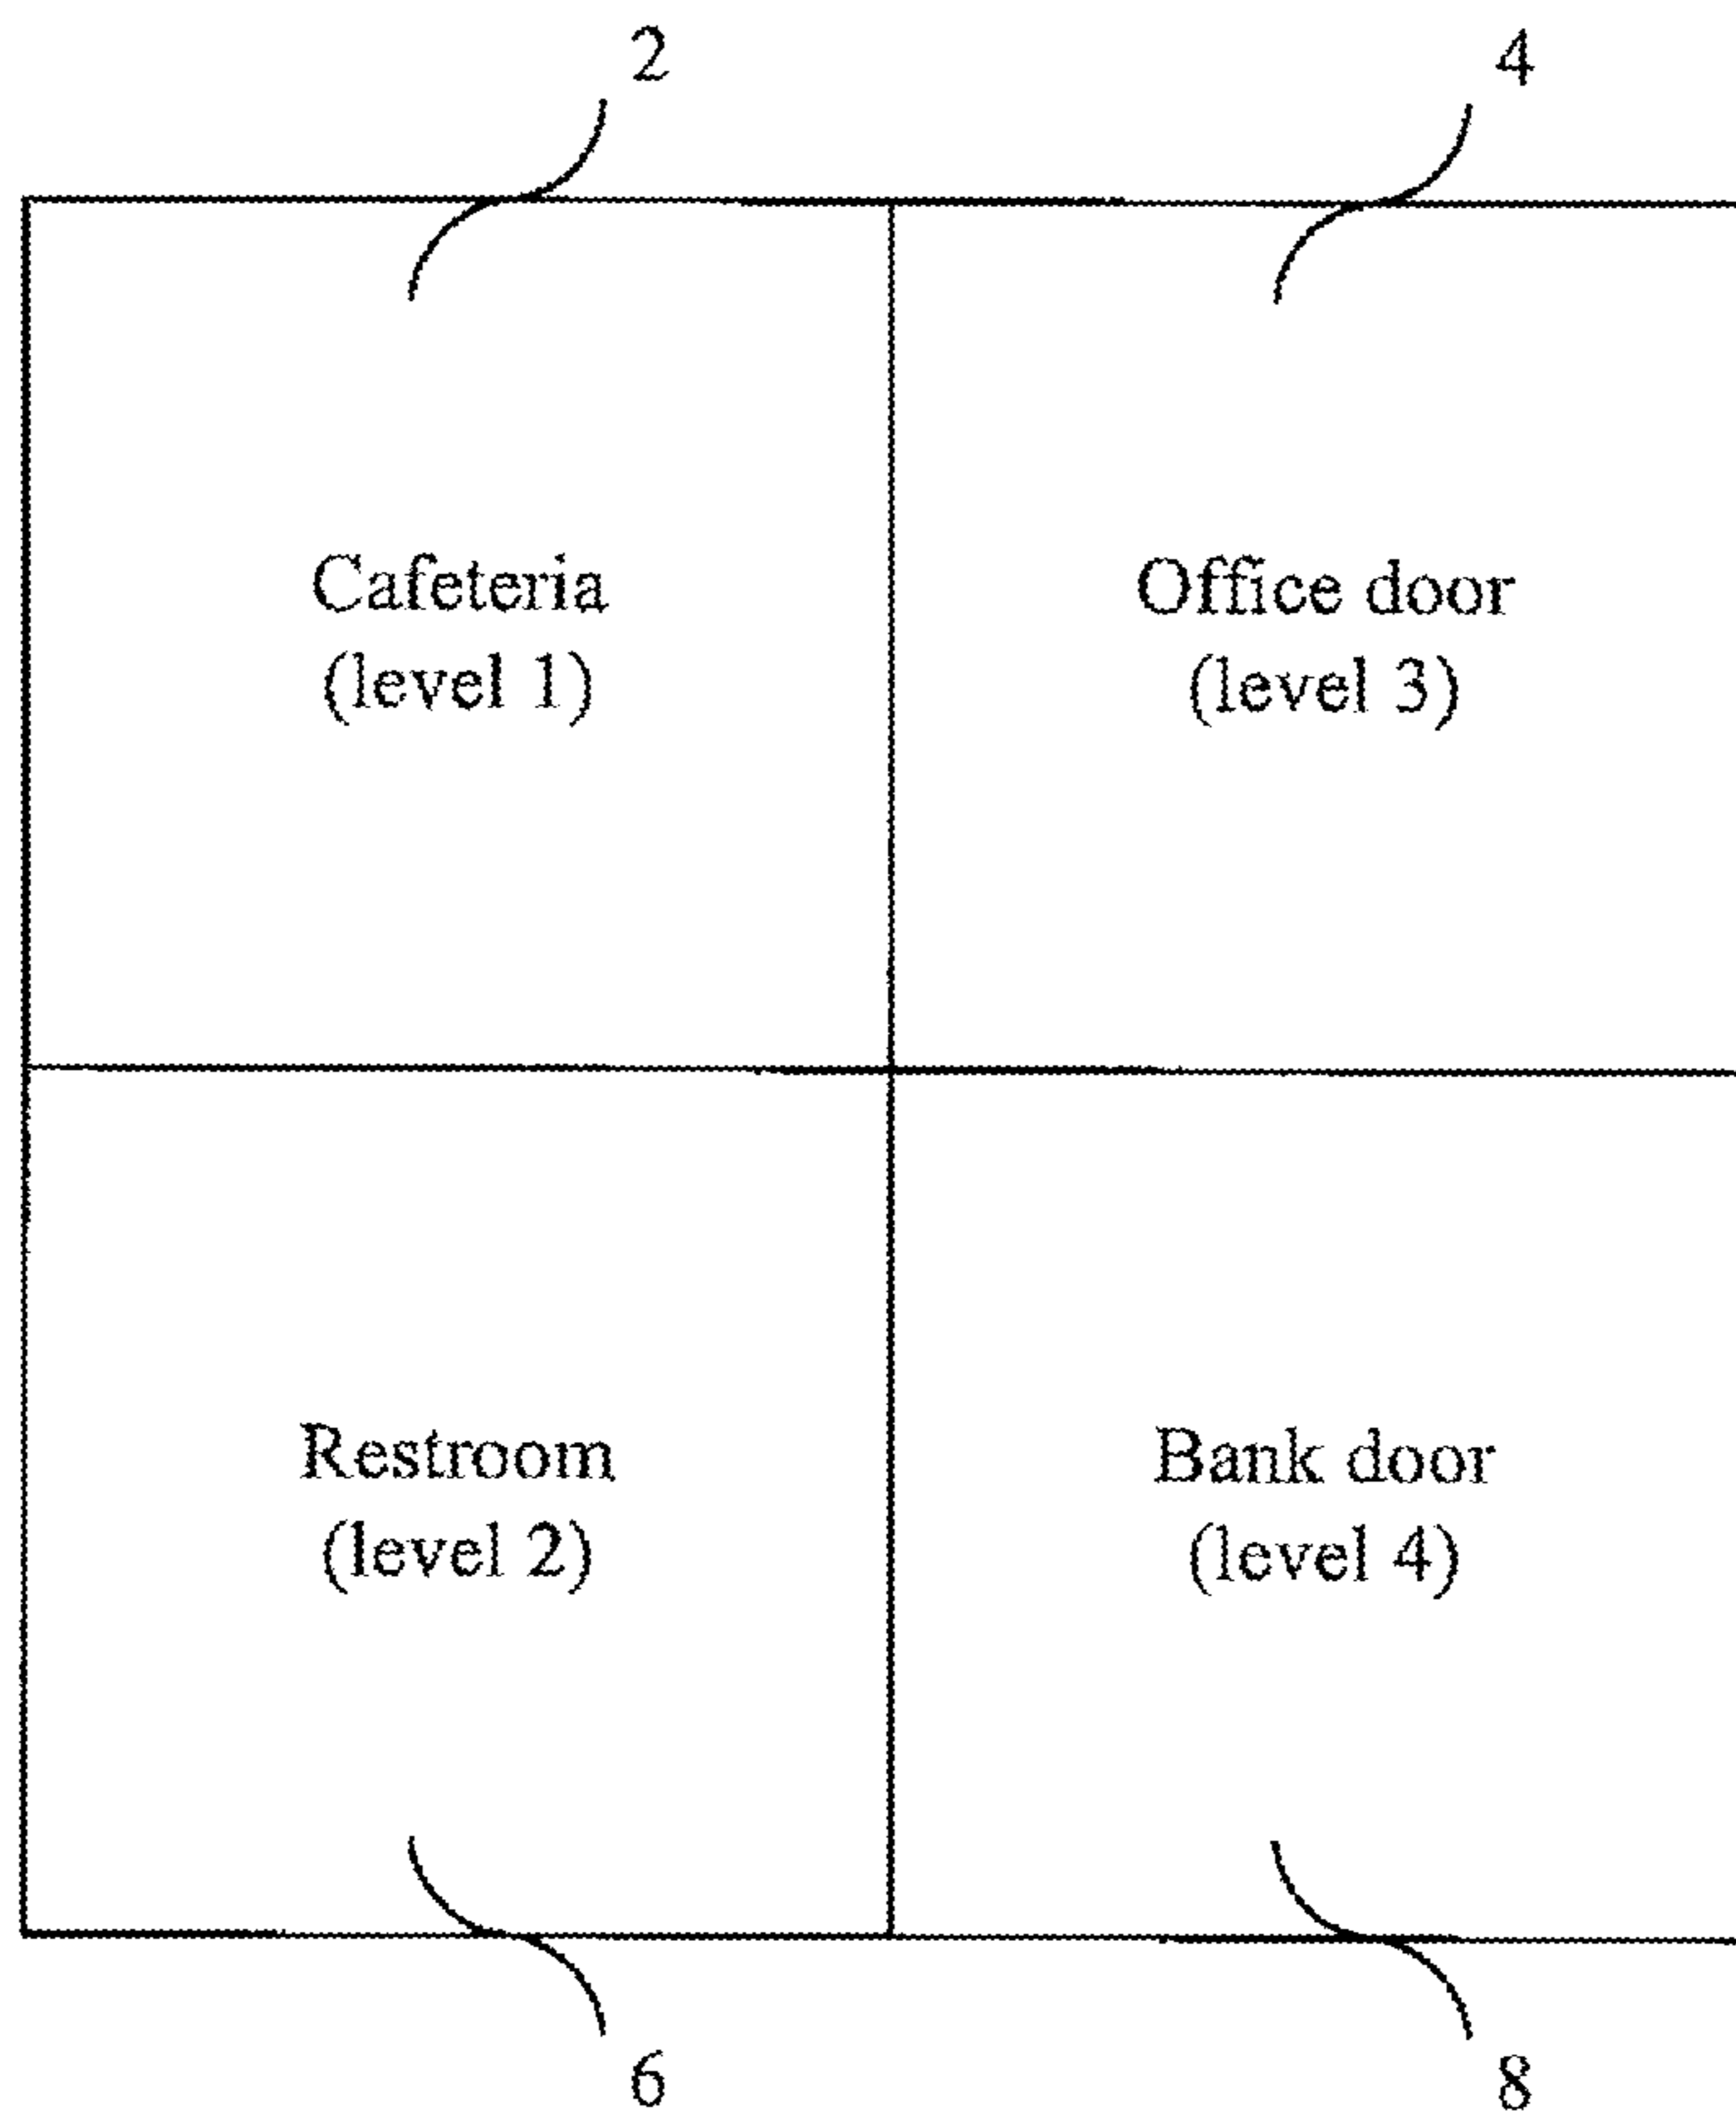 2
4
Cafeteria
(level 1)
Office door
(level 3)
Restroom
(level 2)
Bank door
(level 4)
6
8